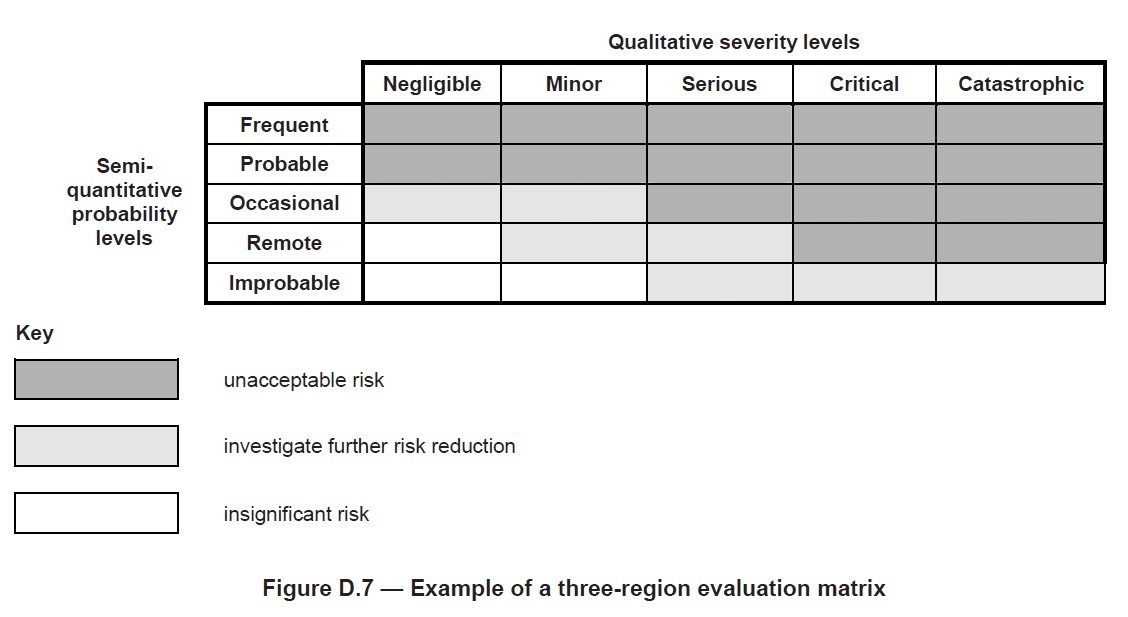 Qualitative severity levels
Negligible Minor Serious Critical Catastrophic
Semi-
quantitative
probability
levels
Frequent
Probable
Occasional
Remote
Improbable
Key
unacceptable risk
investigate further risk reduction
insignificant risk
Figure D.7 — Example of a three-region evaluation matrix